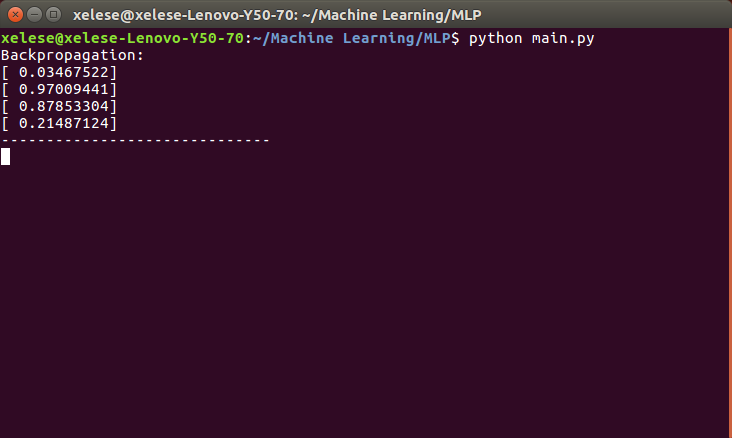 xelese@xelese-Lenovo-Y50-70: ~/Machine Learning/MLP
xelese@xelese-Lenovo-Y50-70:~/Machine Learning/MLP$ python main.py
Backpropagation:
[ 0.03467522]
[ 0.97009441]
[ 0.87853304]
[ 0.21487124]
------------------------------